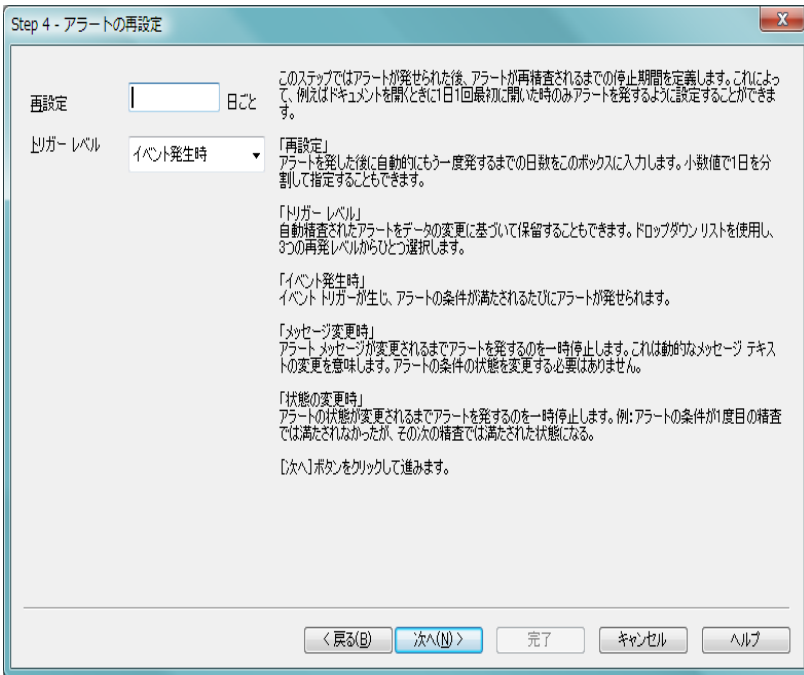 Step 4 - アラートの再設定
再設定
日ごと
トリガー レベル
イベント発生時
このステップではアラートが発せられた後、アラートが再精査されるまでの停止期間を定義します。これによっ
て、例えばドキュメントを開くときに1日1回最初に開いた時のみアラートを発するように設定することができま
す。
「再設定」
アラートを発した後に自動的にもう一度発するまでの日数をこのボックスに入力します。小数値で1日を分
割して指定することもできます。
「トリガー レベル」
自動精査されたアラートをデータの変更に基づいて保留することもできます。ドロップダウン リストを使用し、
3つの再発レベルからひとつ選択します。
「イベント発生時」
イベント トリガーが生じ、アラートの条件が満たされるたびにアラートが発せられます。
「メッセージ変更時」
アラート メッセージが変更されるまでアラートを発するのを一時停止します。これは動的なメッセージ テキス
トの変更を意味します。アラートの条件の状態を変更する必要はありません。
「状態の変更時」
アラートの状態が変更されるまでアラートを発するのを一時停止します。例:アラートの条件が1度目の精査
では満たされなかったが、その次の精査では満たされた状態になる。
[次へ]ボタンをクリックして進みます。
< 戻る(B)
次へ(N) >
完了
キャンセル
ヘルプ